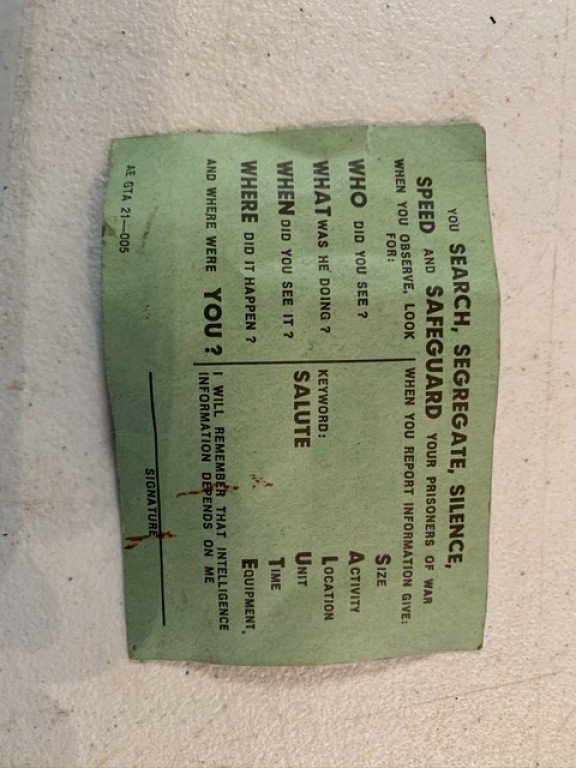 YOU SEARCH, SEGREGATE, SILENCE,
SPEED AND SAFEGUARD YOUR PRISONERS OF WAR
WHEN YOU OBSERVE, LOOK
FOR:
WHO DID YOU SEE?
WHAT WAS HE DOING?
WHEN DID YOU SEE IT?
WHERE DID IT HAPPEN?
AND WHERE WERE YOU?
WHEN YOU REPORT INFORMATION GIVE:
SIZE
ACTIVITY
KEYWORD: LOCATION
SALUTE UNIT
TIME
EQUIPMENT.
I WILL REMEMBER THAT INTELLIGENCE
INFORMATION DEPENDS ON ME
SIGNATURE
AE GTA 21—005